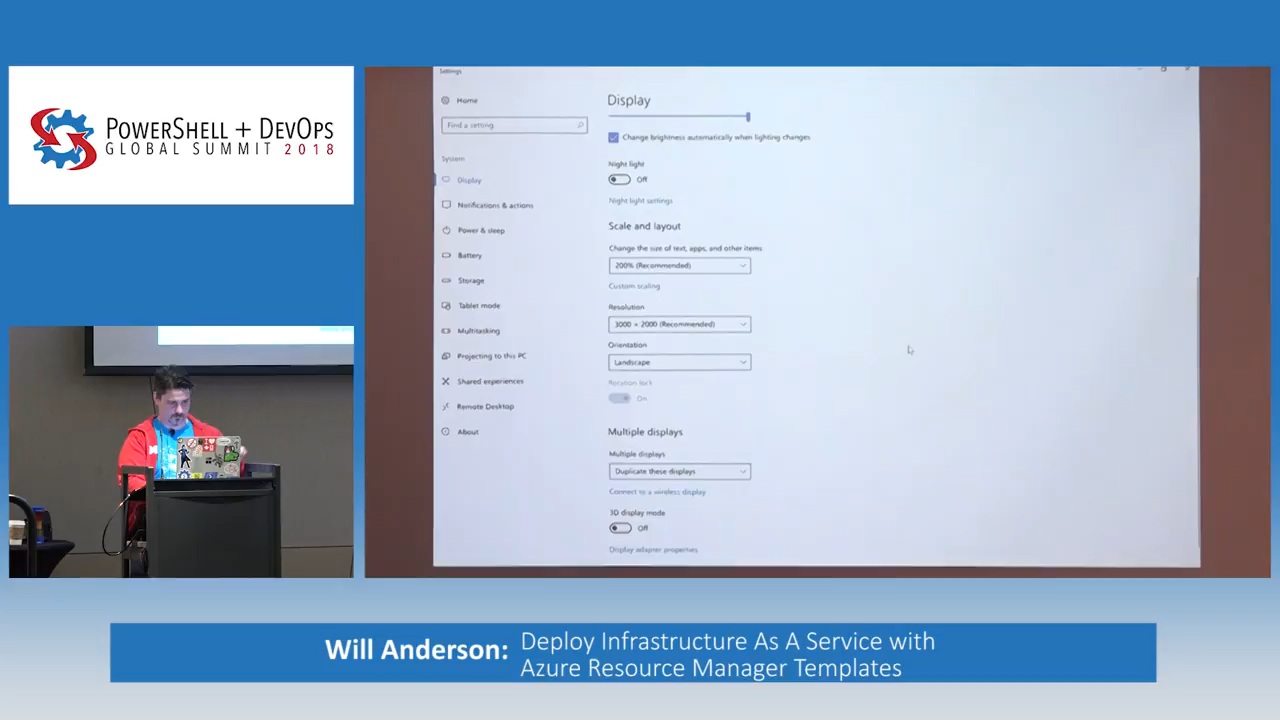 POWERSHELL + DEVOPS
GLOBAL SUMMIT 2018
Settings
Home
Find a setting
System
Display
Notifications & actions
Power & sleep
Battery
Storage
Tablet mode
Multitasking
Projecting to this PC
Shared experiences
Remote Desktop
About
Display
Change brightness automatically when lighting changes
Night light
Off
Night light settings
Scale and layout
Change the size of text, apps, and other items
200% (Recommended)
Custom scaling
Resolution
3000 × 2000 (Recommended)
Orientation
Landscape
Rotation lock
On
Multiple displays
Multiple displays
Duplicate these displays
Connect to a wireless display
3D display mode
Off
Display adapter properties
Will Anderson:
Deploy Infrastructure As A Service with
Azure Resource Manager Templates